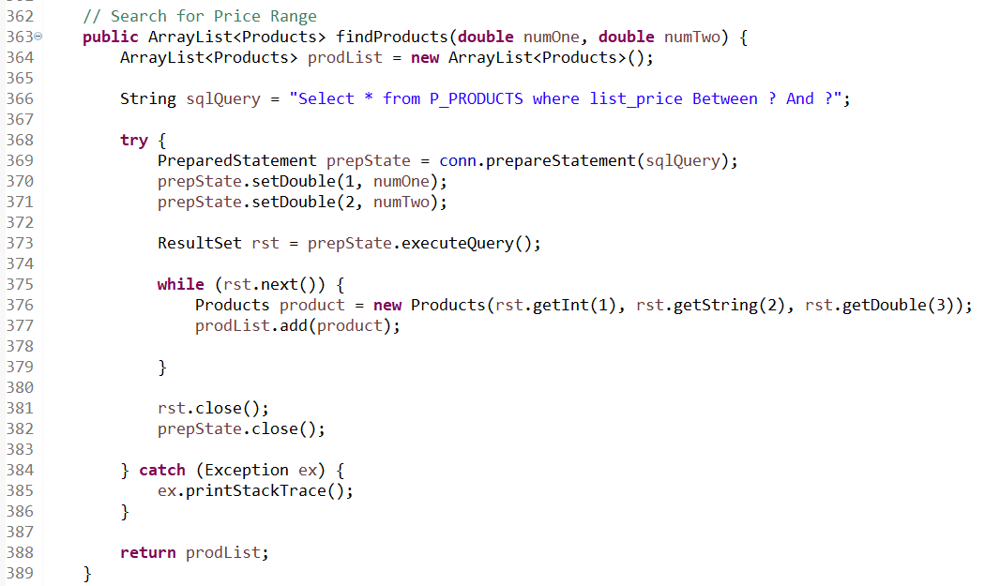 362 // Search for Price Range
363 public ArrayList<Products> findProducts(double numOne, double numTwo) {
364 ArrayList<Products> prodList = new ArrayList<Products>();
365
366 String sqlQuery = "Select * from P_PRODUCTS where list_price Between ? And ?";
367
368 try {
369 PreparedStatement prepState = conn.prepareStatement(sqlQuery);
370 prepState.setDouble(1, numOne);
371 prepState.setDouble(2, numTwo);
372
373 ResultSet rst = prepState.executeQuery();
374
375 while (rst.next()) {
376 Products product = new Products(rst.getInt(1), rst.getString(2), rst.getDouble(3));
377 prodList.add(product);
378
379 }
380
381 rst.close();
382 prepState.close();
383
384 } catch (Exception ex) {
385 ex.printStackTrace();
386 }
387
388 return prodList;
389 }